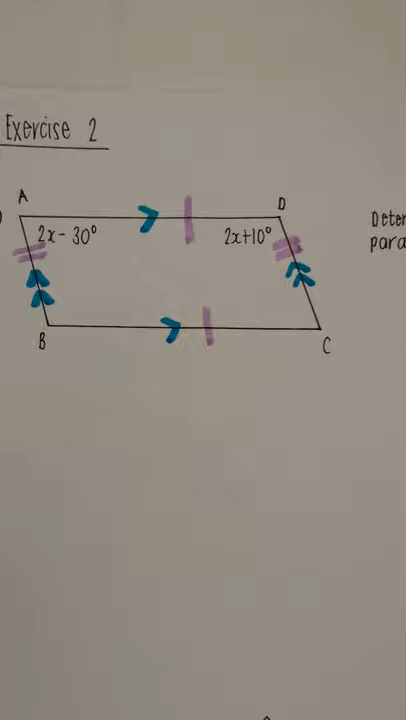 Exercise 2
A D
) 2x - 30° 2x+10° Deter
para
B C